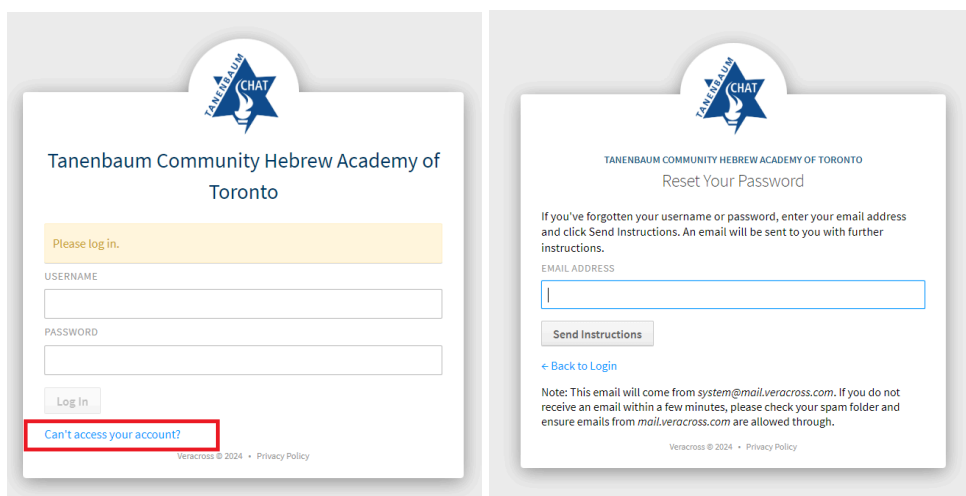 TANENBAUM
CHAT
Tanenbaum Community Hebrew Academy of
Toronto
Please log in.
USERNAME
PASSWORD
Log In
Can't access your account?
Veracross © 2024 • Privacy Policy
TANENBAUM
CHAT
TANENBAUM COMMUNITY HEBREW ACADEMY OF TORONTO
Reset Your Password
If you've forgotten your username or password, enter your email address
and click Send Instructions. An email will be sent to you with further
instructions.
EMAIL ADDRESS
Send Instructions
← Back to Login
Note: This email will come from system@mail.veracross.com. If you do not
receive an email within a few minutes, please check your spam folder and
ensure emails from mail.veracross.com are allowed through.
Veracross © 2024 • Privacy Policy